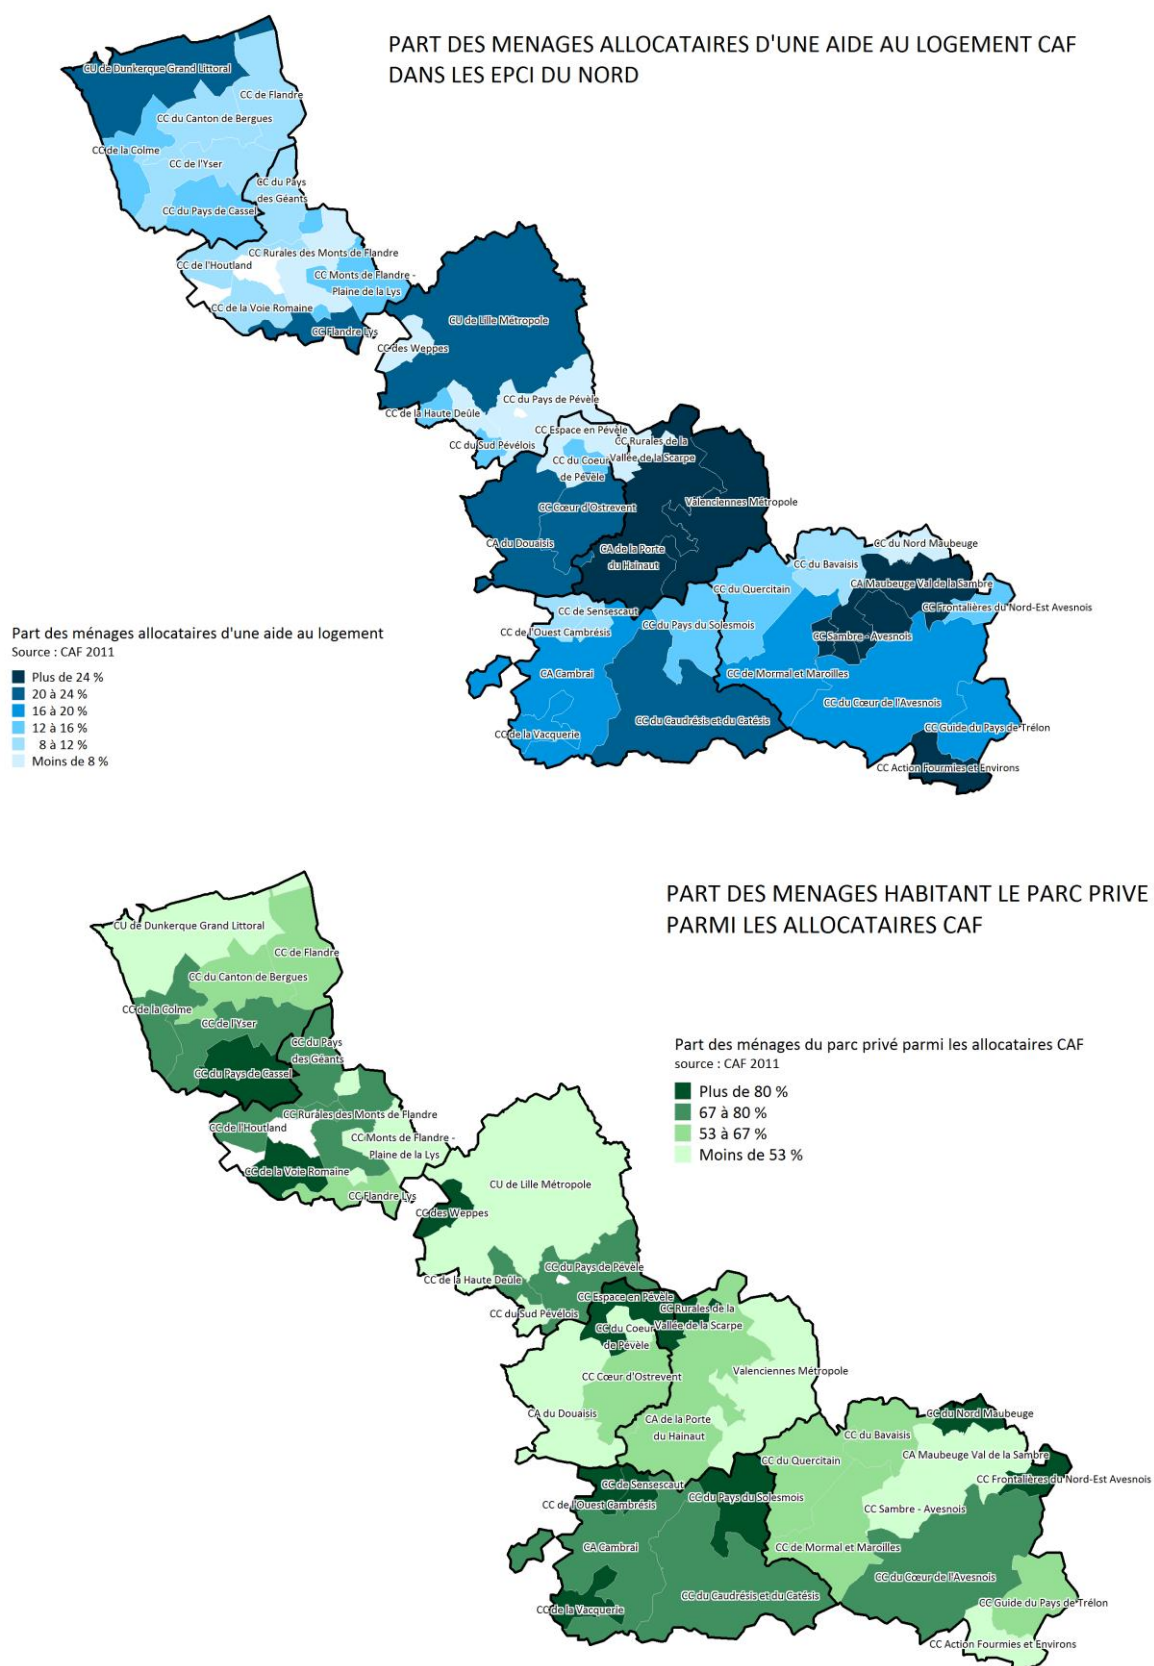 PART DES MENAGES ALLOCATAIRES D'UNE AIDE AU LOGEMENT CAF
DANS LES EPCI DU NORD
CU de Dunkerque Grand Littoral
CC de Flandre
CC du Canton de Bergues
CC de la Colme
CC de l'Yser
CC du Pays
des Géants
CC du Pays de Cassel
CC Rurales des Monts de Flandre
CC de l'Houtland
CC Monts de Flandre -
Plaine de la Lys
CC de la Voie Romaine
CC Flandre Lys
CU de Lille Métropole
CC des Weppes
CC du Pays de Pévèle
CC de la Haute Deûle
CC Espace en Pévèle
CC du Sud Pévélois
CC Rurales de la
Vallée de la Scarpe
CC du Coeur
de Pévèle
Valenciennes Métropole
CC Cœur d'Ostrevent
CA du Douaisis
CA de la Porte
du Hainaut
CC du Nord Maubeuge
CC du Bavaisis
CA Maubeuge Val de la Sambre
CC du Quercitain
CC Frontalières du Nord-Est Avesnois
CC de Sensescaut
CC de l'Ouest Cambrésis
CC du Pays du Solesmois
CC Sambre - Avesnois
CA Cambrai
CC de Mormal et Maroilles
CC du Cœur de l'Avesnois
CC du Caudrésis et du Catésis
CC Guide du Pays de Trélon
CC de la Vacquerie
CC Action Fourmies et Environs
Part des ménages allocataires d'une aide au logement
Source : CAF 2011
Plus de 24 %
20 à 24 %
16 à 20 %
12 à 16 %
8 à 12 %
Moins de 8 %
PART DES MENAGES HABITANT LE PARC PRIVE
PARMI LES ALLOCATAIRES CAF
CU de Dunkerque Grand Littoral
CC de Flandre
CC du Canton de Bergues
CC de la Colme
CC de l'Yser
CC du Pays
des Géants
CC du Pays de Cassel
CC Rurales des Monts de Flandre
CC de l'Houtland
CC Monts de Flandre -
Plaine de la Lys
CC de la Voie Romaine
CC Flandre Lys
Part des ménages du parc privé parmi les allocataires CAF
source : CAF 2011
Plus de 80 %
67 à 80 %
53 à 67 %
Moins de 53 %
CU de Lille Métropole
CC des Weppes
CC du Pays de Pévèle
CC de la Haute Deûle
CC Espace en Pévèle
CC du Sud Pévélois
CC Rurales de la
Vallée de la Scarpe
CC du Coeur
de Pévèle
Valenciennes Métropole
CC Cœur d'Ostrevent
CA du Douaisis
CA de la Porte
du Hainaut
CC du Nord Maubeuge
CC du Bavaisis
CA Maubeuge Val de la Sambre
CC du Quercitain
CC Frontalières du Nord-Est Avesnois
CC de Sensescaut
CC de l'Ouest Cambrésis
CC du Pays du Solesmois
CC Sambre - Avesnois
CA Cambrai
CC de Mormal et Maroilles
CC du Cœur de l'Avesnois
CC du Caudrésis et du Catésis
CC Guide du Pays de Trélon
CC de la Vacquerie
CC Action Fourmies et Environs